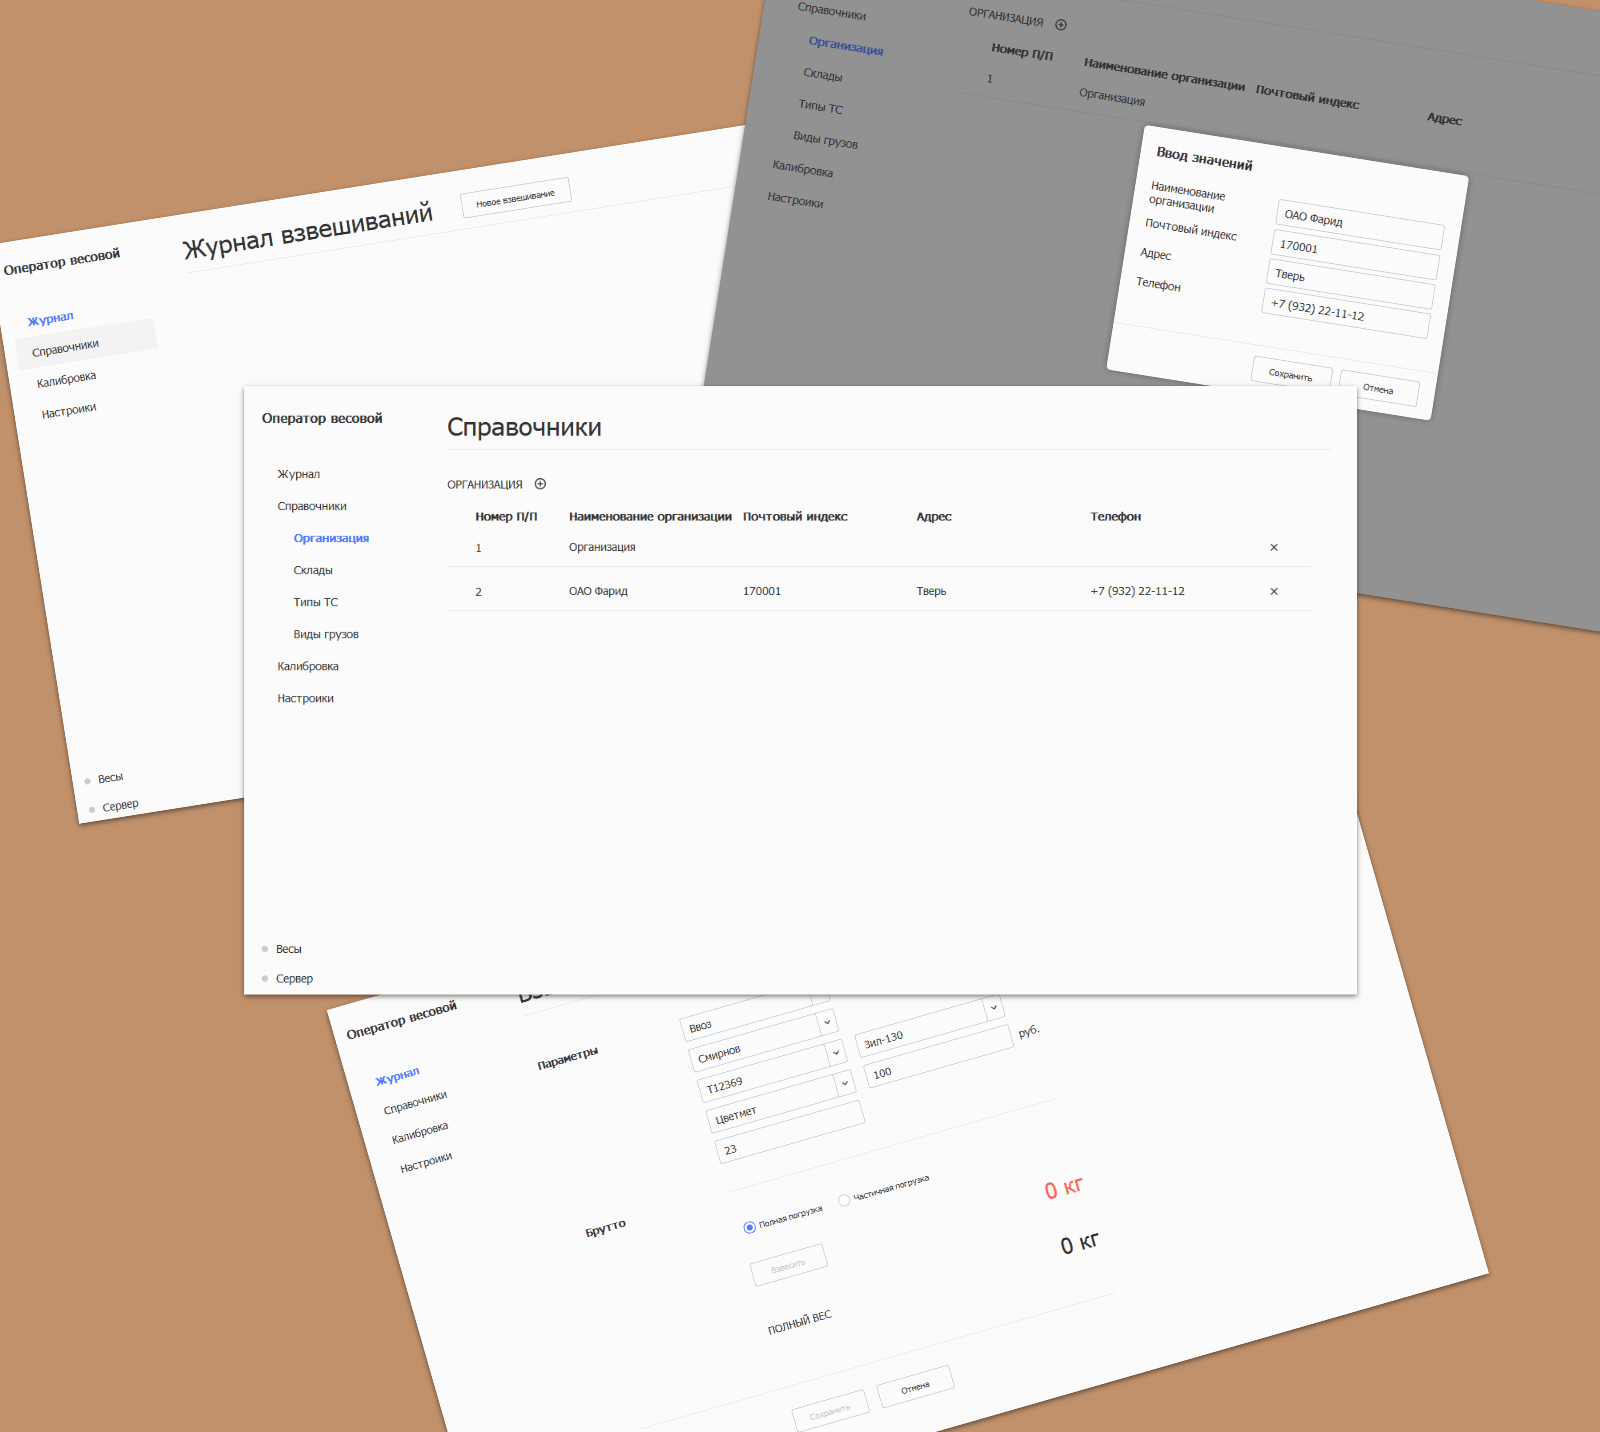 Справочники
Организация
Склады
Типы ТС
Виды грузов
Калибровка
Настроики
ОРГАНИЗАЦИЯ
Номер П/П Наименование организации Почтовый индекс Адрес
1 Организация
Ввод значений
Наименование организации ОАО Фарид
Почтовый индекс 170001
Адрес Тверь
Телефон +7 (932) 22-11-12
Сохранить Отмена
Оператор весовой
Журнал взвешиваний Новое взвешивание
Журнал
Справочники
Калибровка
Настроики
Весы
Сервер
Оператор весовой
Журнал
Справочники
Организация
Склады
Типы ТС
Виды грузов
Калибровка
Настроики
Весы
Сервер
Справочники
ОРГАНИЗАЦИЯ
Номер П/П Наименование организации Почтовый индекс Адрес Телефон
1 Организация
2 ОАО Фарид 170001 Тверь +7 (932) 22-11-12
Оператор весовой
Журнал
Справочники
Калибровка
Настроики
Параметры
Ввоз
Смирнов
Т12369 Зил-130
Цветмет 100 руб.
23
Брутто
Полная погрузка Частичная погрузка
0 кг
Взвесить
0 кг
ПОЛНЫЙ ВЕС
Сохранить Отмена